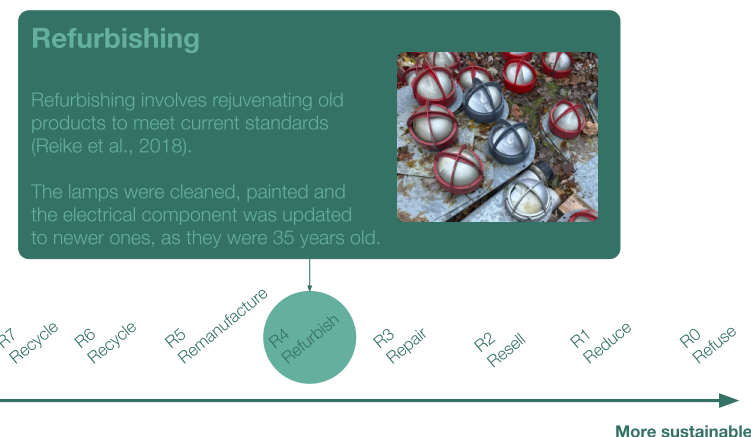 Refurbishing
Refurbishing involves rejuvenating old
products to meet current standards
(Reike et al., 2018).
The lamps were cleaned, painted and
the electrical component was updated
to newer ones, as they were 35 years old.
R7
Recycle
R6
Recycle
R5
Remanufacture
R4
Refurbish
R3
Repair
R2
Resell
R1
Reduce
R0
Refuse
More sustainable